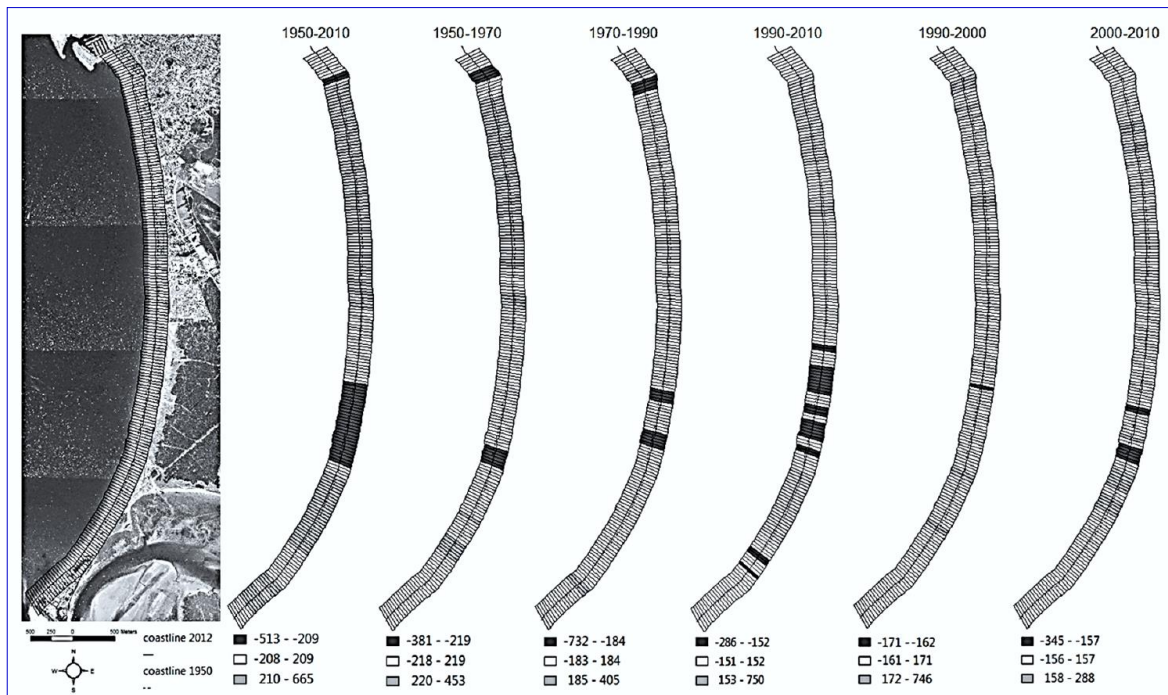 1950-2010
1950-1970
1970-1990
1990-2010
1990-2000
2000-2010
500 250 0 500 Meters
coastline 2012
coastline 1950
N
W E
S
-513 - -209
-208 - 209
210 - 665
-381 - -219
-218 - 219
220 - 453
-732 - -184
-183 - 184
185 - 405
-286 - -152
-151 - 152
153 - 750
-171 - -162
-161 - 171
172 - 746
-345 - -157
-156 - 157
158 - 288